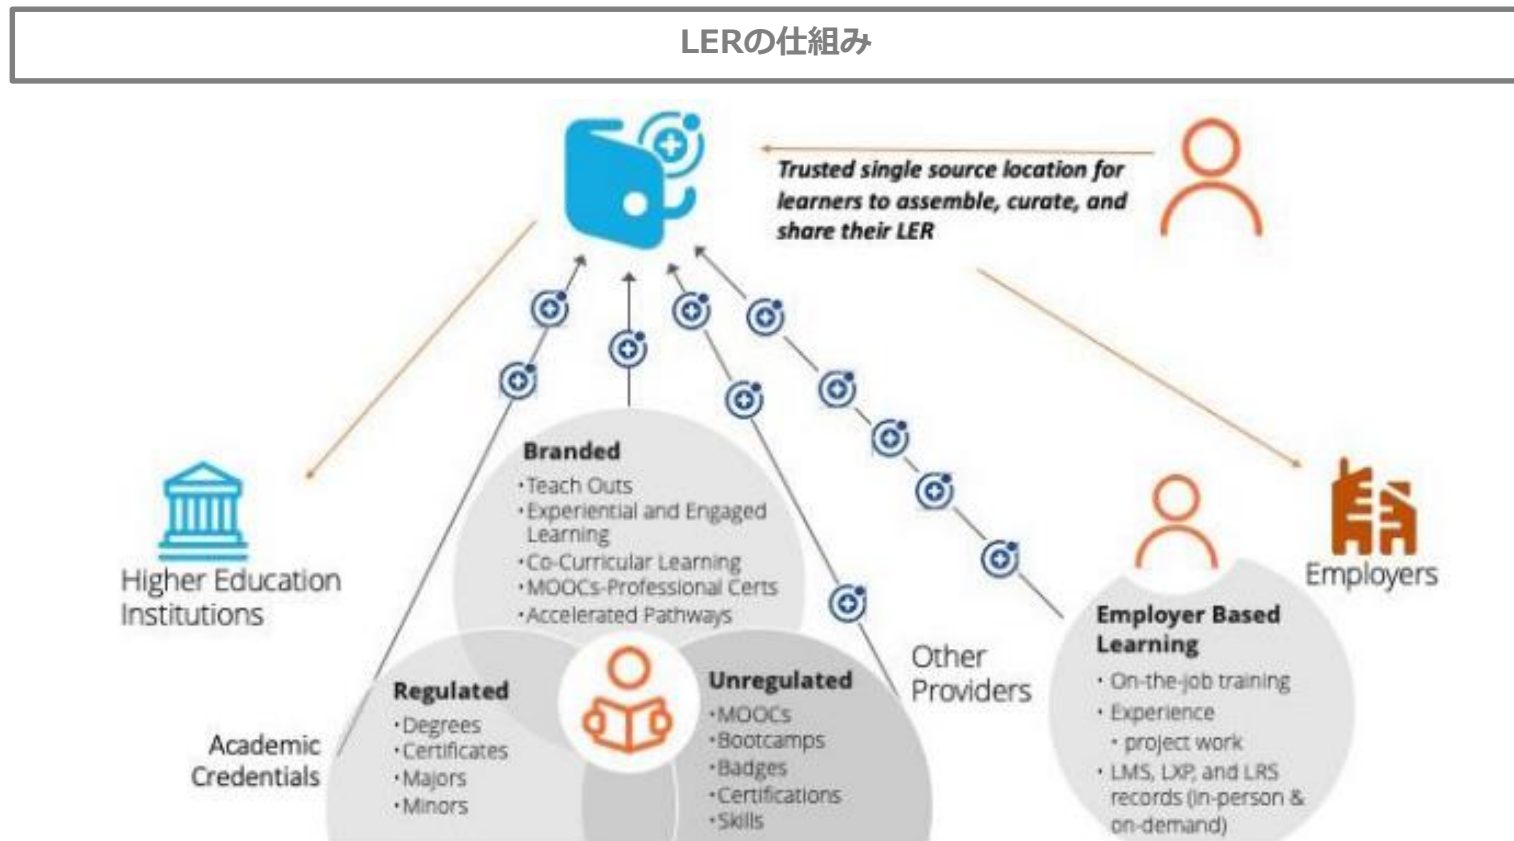 LERの仕組み
Trusted single source location for
learners to assemble, curate, and
share their LER
Branded
•Teach Outs
•Experiential and Engaged
Learning
•Co-Curricular Learning
•MOOCs-Professional Certs
•Accelerated Pathways
Higher Education
Institutions
Employers
Employer Based
Learning
• On-the-job training
• Experience
• project work
• LMS, LXP, and LRS
records (in-person &
on-demand)
Other
Providers
Regulated
•Degrees
•Certificates
•Majors
•Minors
Unregulated
•MOOCs
•Bootcamps
•Badges
•Certifications
•Skills
Academic
Credentials